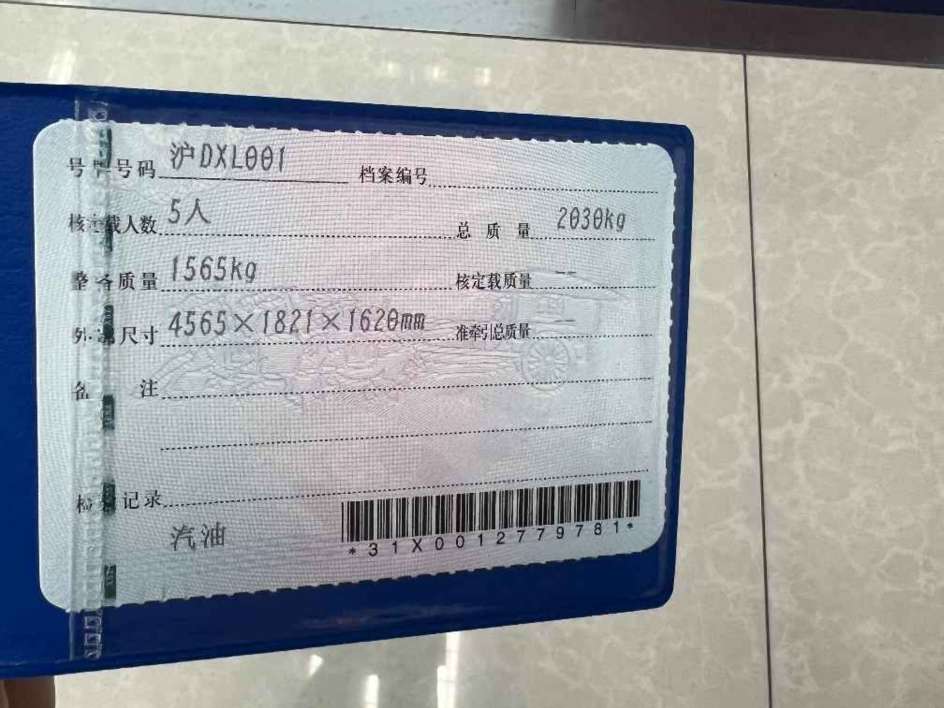 号牌号码 沪DXL001 档案编号
核定载人数 5人 总质量 2030kg
整备质量 1565kg 核定载质量 --
外廓尺寸 4565×1821×1620mm 准牵引总质量 --
备注
检验记录
汽油
*31X0012779781*